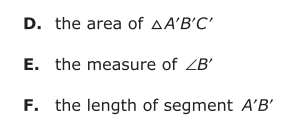 D. the area of △A′B′C′
E. the measure of ∠B′
F. the length of segment A′B′